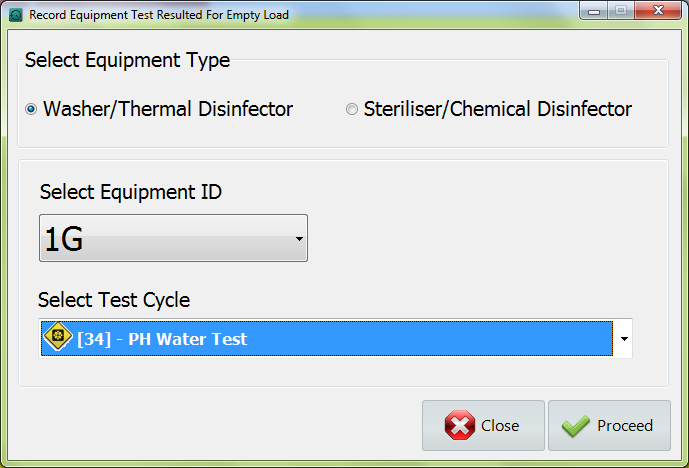 Record Equipment Test Resulted For Empty Load
Select Equipment Type
Washer/Thermal Disinfector
Steriliser/Chemical Disinfector
Select Equipment ID
1G
Select Test Cycle
[34] - PH Water Test
Close
Proceed